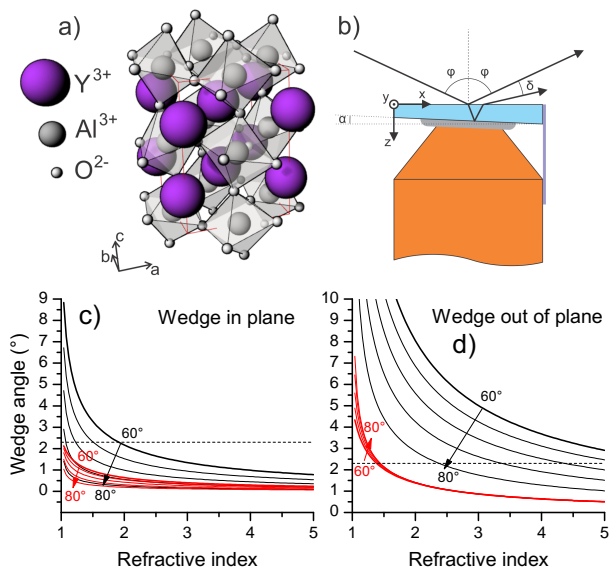 a)
Y3+
Al3+
O2-
c
b
a
b)
φ
φ
δ
y
x
α
z
c)
Wedge in plane
Wedge angle (°)
9
8
7
6
5
4
3
2
1
0
60°
60°
80°
80°
1
2
3
4
5
Refractive index
Wedge out of plane
d)
10
9
8
7
6
5
4
3
2
1
0
60°
80°
60°
80°
1
2
3
4
5
Refractive index